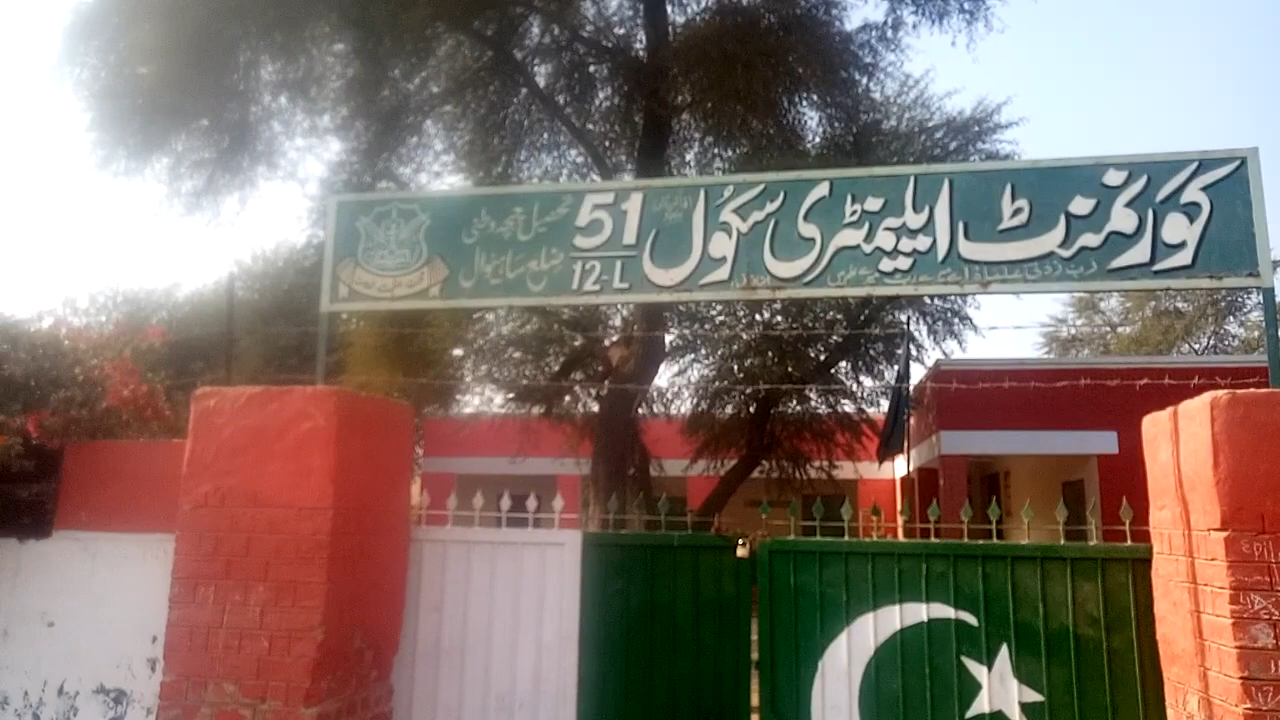 گورنمنٹ ایلیمنٹری سکول
51
12-L
تحصیل چیچہ وطنی
ضلع ساہیوال